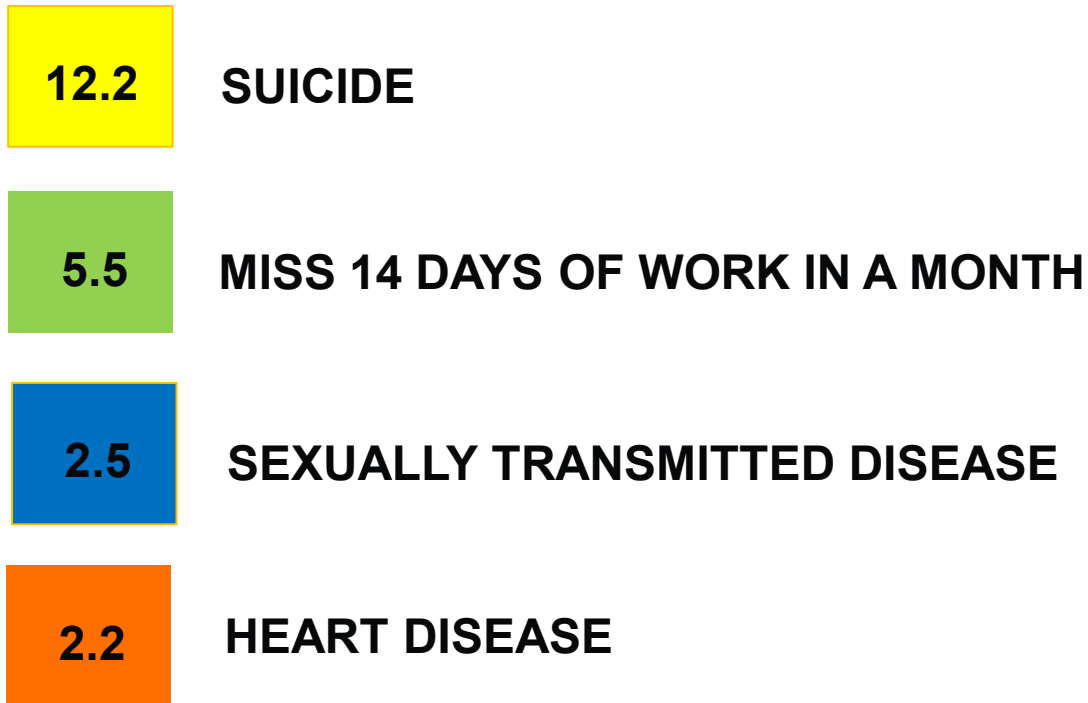 12.2 SUICIDE
5.5 MISS 14 DAYS OF WORK IN A MONTH
2.5 SEXUALLY TRANSMITTED DISEASE
2.2 HEART DISEASE